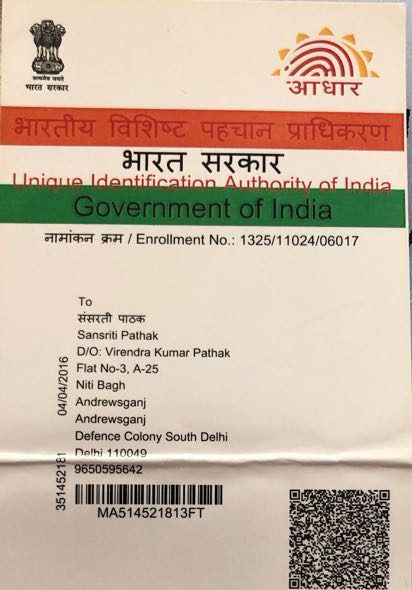 सत्यमेव जयते
भारत सरकार
आधार
भारतीय विशिष्ट पहचान प्राधिकरण
भारत सरकार
Unique Identification Authority of India
Government of India
नामांकन क्रम / Enrollment No.: 1325/11024/06017
To
संसरती पाठक
Sansriti Pathak
D/O: Virendra Kumar Pathak
Flat No-3, A-25
Niti Bagh
Andrewsganj
Andrewsganj
Defence Colony South Delhi
Delhi 110049
9650595642
04/04/2016
351452181
MA514521813FT